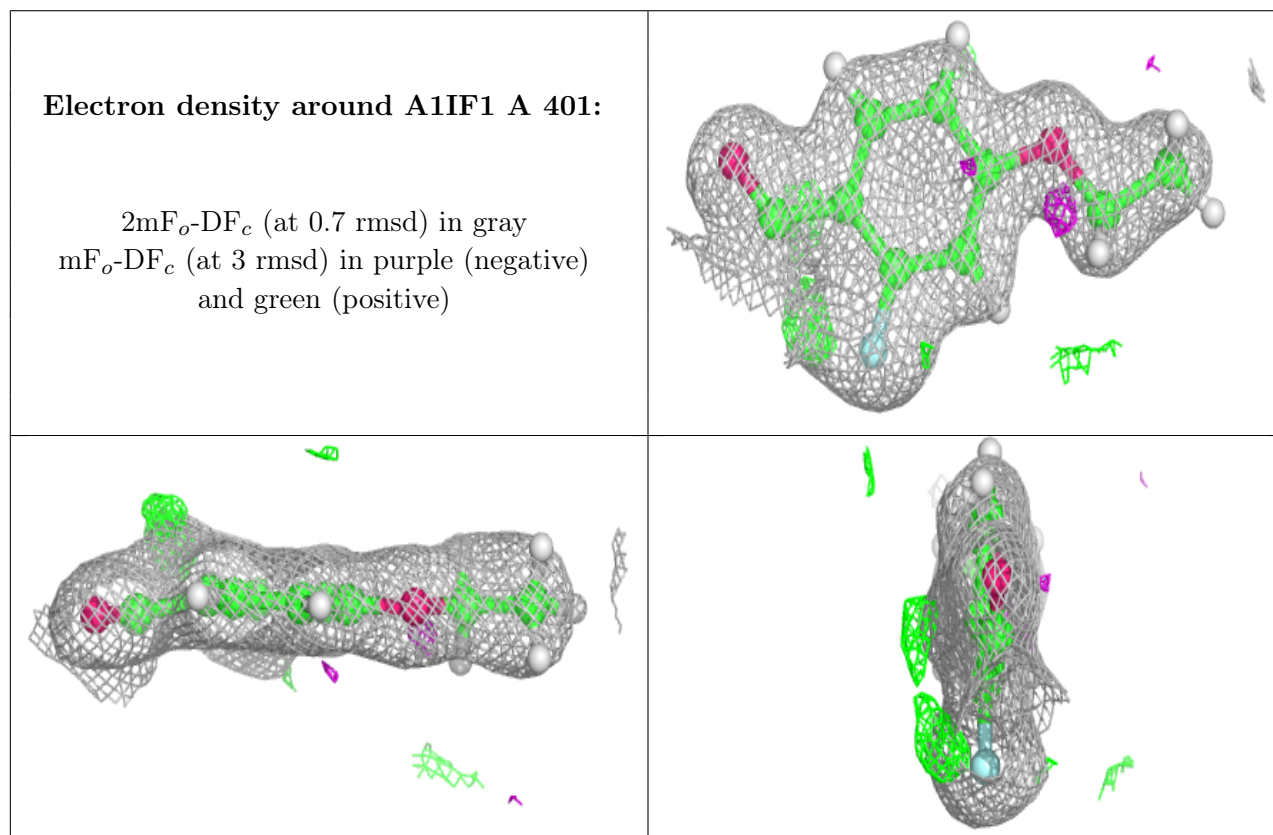 Electron density around A1IF1 A 401:
2mFₒ-DF𝒸 (at 0.7 rmsd) in gray
mFₒ-DF𝒸 (at 3 rmsd) in purple (negative)
and green (positive)